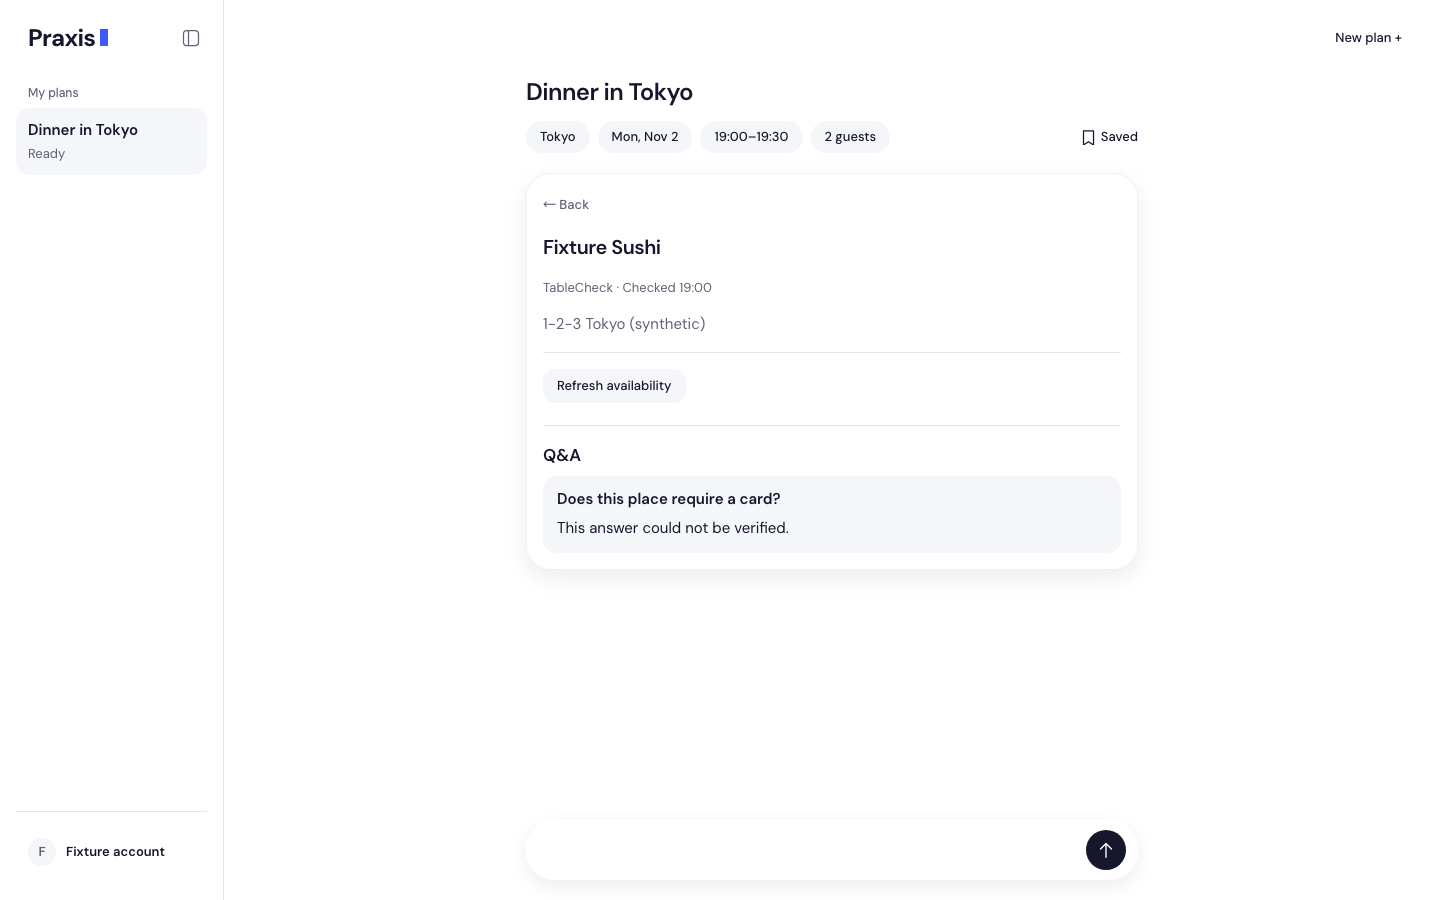 Praxis
New plan +
My plans
Dinner in Tokyo
Ready
Dinner in Tokyo
Tokyo
Mon, Nov 2
19:00–19:30
2 guests
Saved
← Back
Fixture Sushi
TableCheck · Checked 19:00
1-2-3 Tokyo (synthetic)
Refresh availability
Q&A
Does this place require a card?
This answer could not be verified.
F
Fixture account